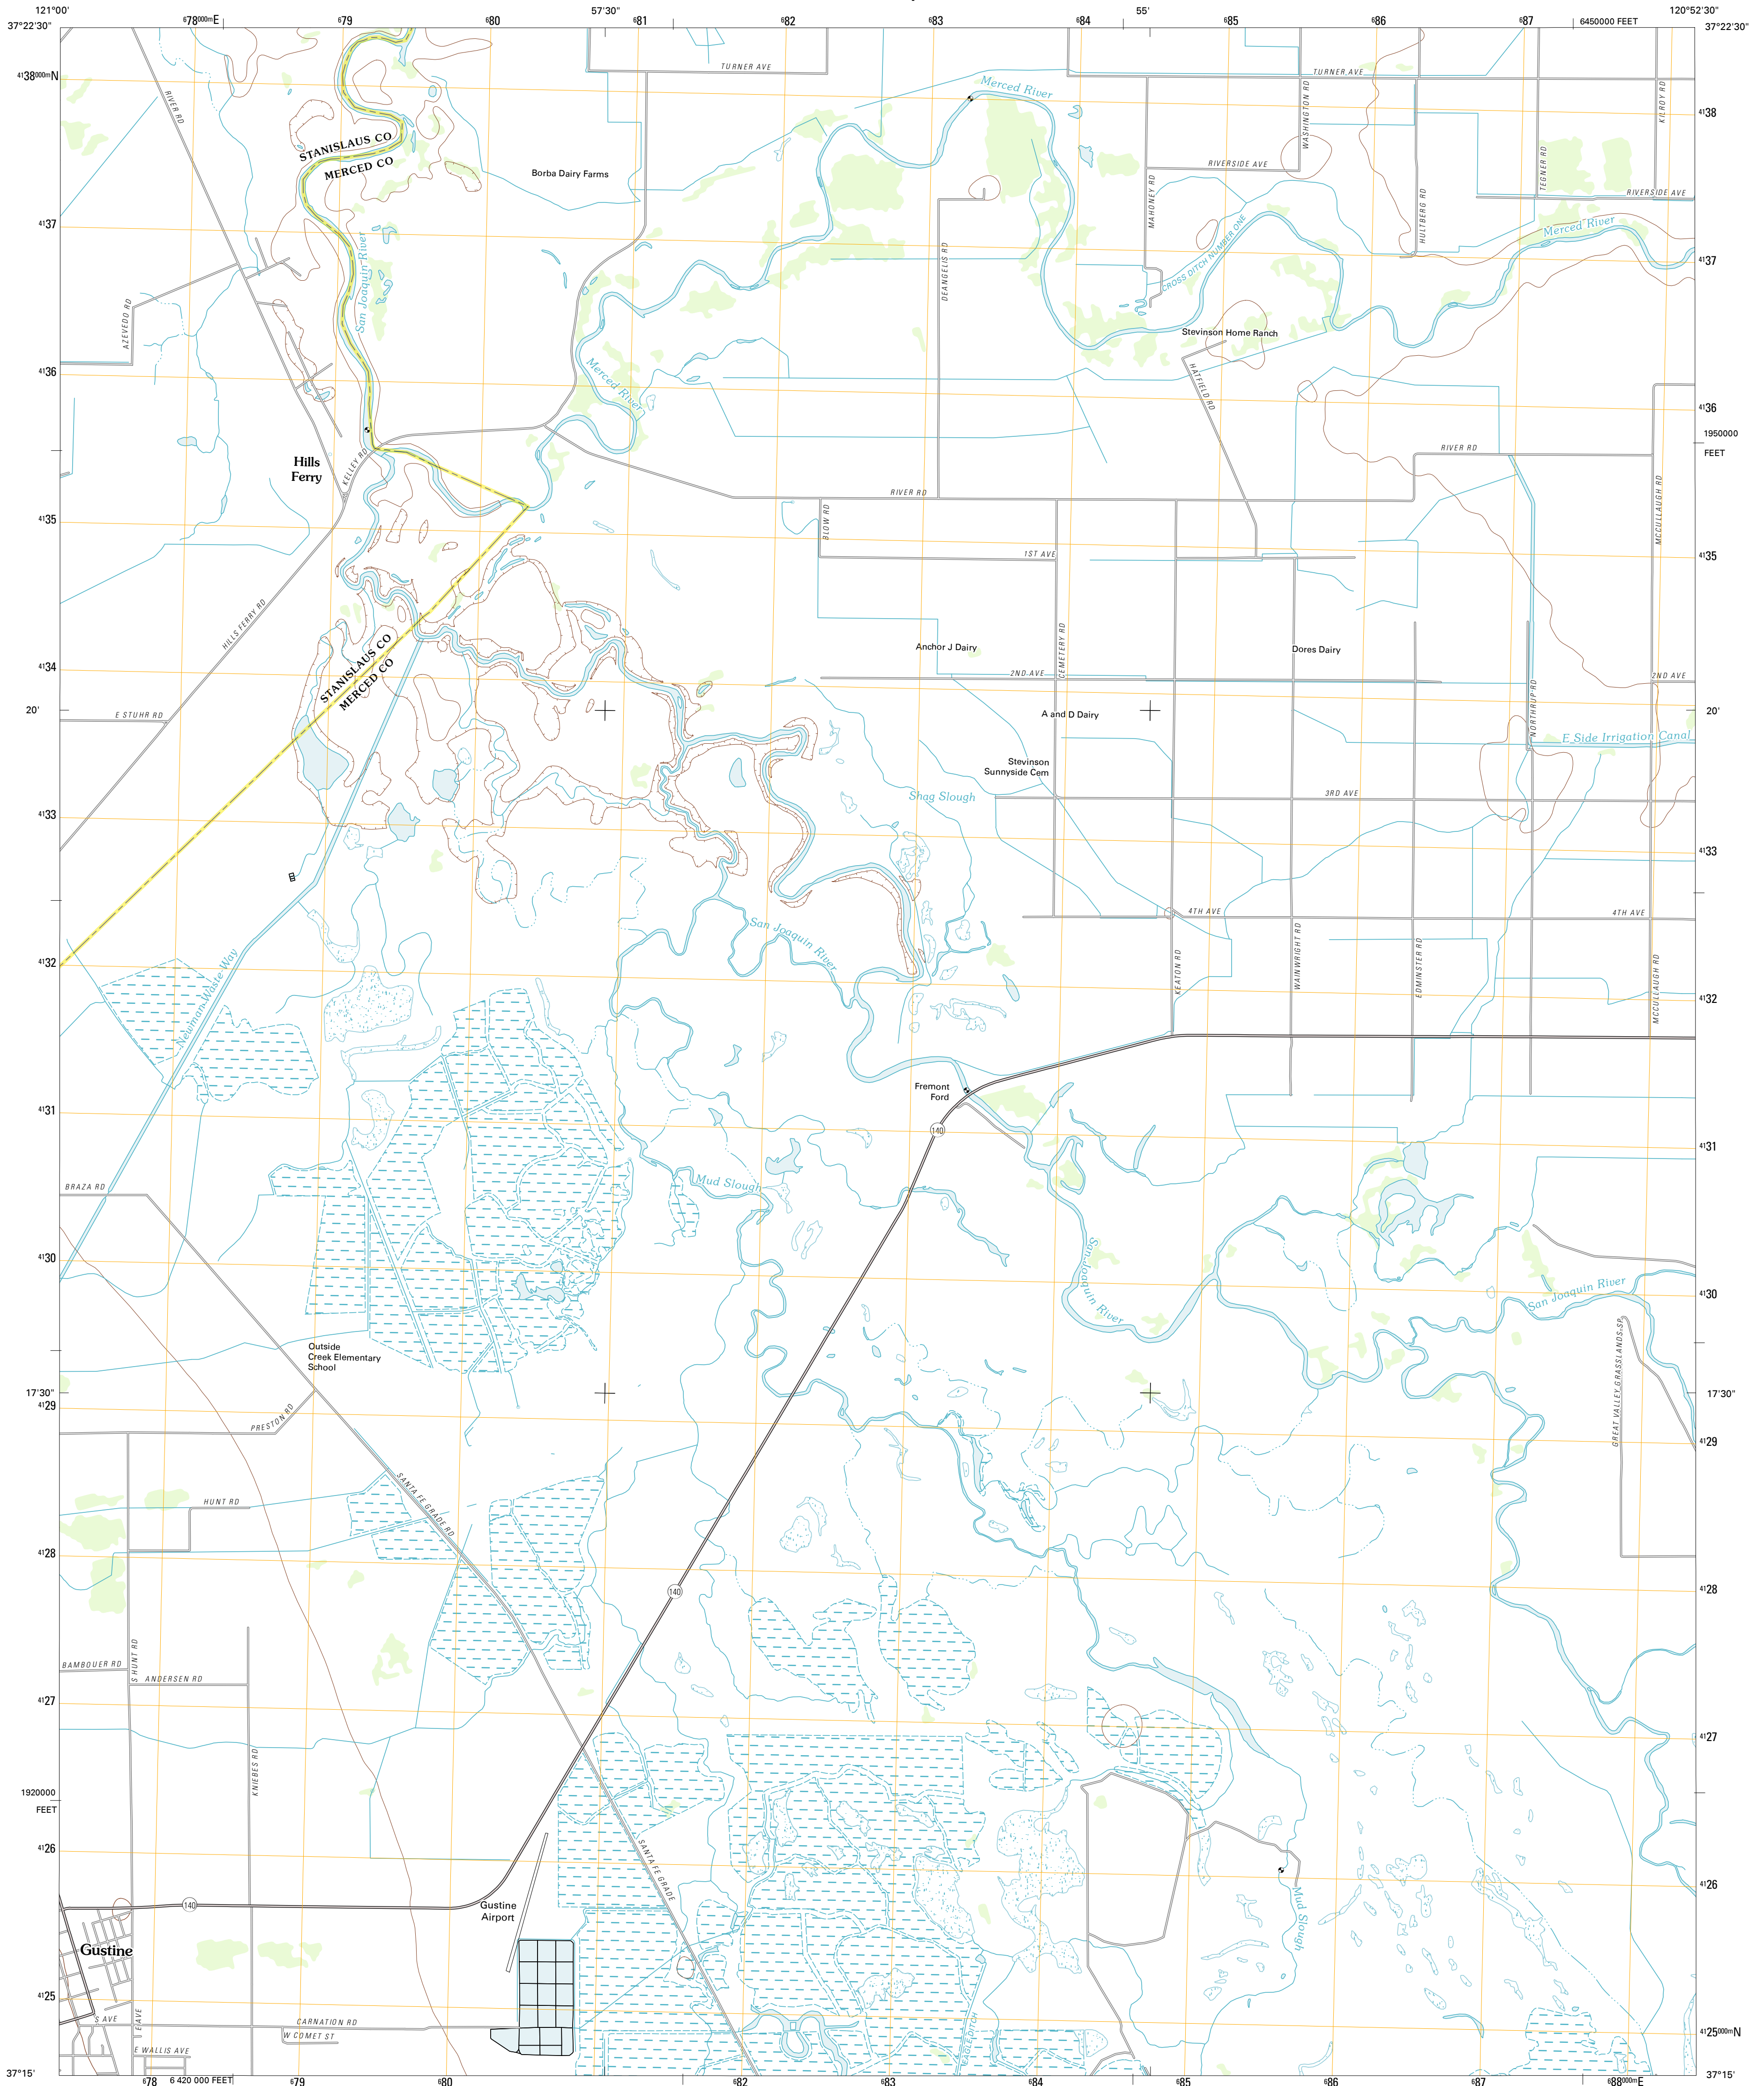 121°00'
⁶78⁰⁰⁰ᵐE
⁶79
⁶80
57'30"
⁶81
⁶82
⁶83
⁶84
55'
⁶85
⁶86
⁶87
6450000 FEET
120°52'30"
37°22'30"
37°22'30"
TURNER AVE
TURNER AVE
⁴¹38⁰⁰⁰ᵐN
Merced River
RIVER RD
WASHINGTON RD
KILROY RD
⁴¹38
STANISLAUS CO
MERCED CO
Borba Dairy Farms
RIVERSIDE AVE
TEGNER RD
RIVERSIDE AVE
MAHONEY RD
HULTBERG RD
⁴¹37
Merced River
San Joaquin River
DEANGELIS RD
CROSS DITCH NUMBER ONE
⁴¹37
AZEVEDO RD
Stevinson Home Ranch
⁴¹36
Merced River
HATFIELD RD
⁴¹36
1950000
FEET
RIVER RD
Hills
Ferry
KELLEY RD
RIVER RD
MCCULLAUGH RD
⁴¹35
BLOW RD
1ST AVE
⁴¹35
HILLS FERRY RD
STANISLAUS CO
MERCED CO
Anchor J Dairy
CEMETERY RD
Dores Dairy
⁴¹34
2ND AVE
2ND AVE
20'
E STUHR RD
A and D Dairy
NORTHRUP RD
20'
E Side Irrigation Canal
Stevinson
Sunnyside Cem
Shag Slough
3RD AVE
⁴¹33
⁴¹33
4TH AVE
4TH AVE
San Joaquin River
Newman Waste Way
KEATON RD
WAINWRIGHT RD
EDMINSTER RD
MCCULLAUGH RD
⁴¹32
⁴¹32
Fremont
Ford
⁴¹31
140
⁴¹31
BRAZA RD
Mud Slough
San Joaquin River
⁴¹30
San Joaquin River
⁴¹30
Outside
Creek Elementary
School
GREAT VALLEY GRASSLANDS SP
17'30"
17'30"
⁴¹29
PRESTON RD
⁴¹29
SANTA FE GRADE RD
HUNT RD
⁴¹28
140
⁴¹28
S HUNT RD
BAMBOUER RD
ANDERSEN RD
⁴¹27
⁴¹27
KNIEBES RD
1920000
FEET
SANTA FE GRADE
⁴¹26
⁴¹26
140
Gustine
Airport
Mud Slough
Gustine
⁴¹25
S AVE
E AVE
CARNATION RD
W COMET ST
EAGLE DITCH
⁴¹25⁰⁰⁰ᵐN
E WALLIS AVE
37°15'
37°15'
⁶78
6 420 000 FEET
⁶79
⁶80
⁶82
⁶83
⁶84
⁶85
⁶86
⁶87
⁶88⁰⁰⁰ᵐE